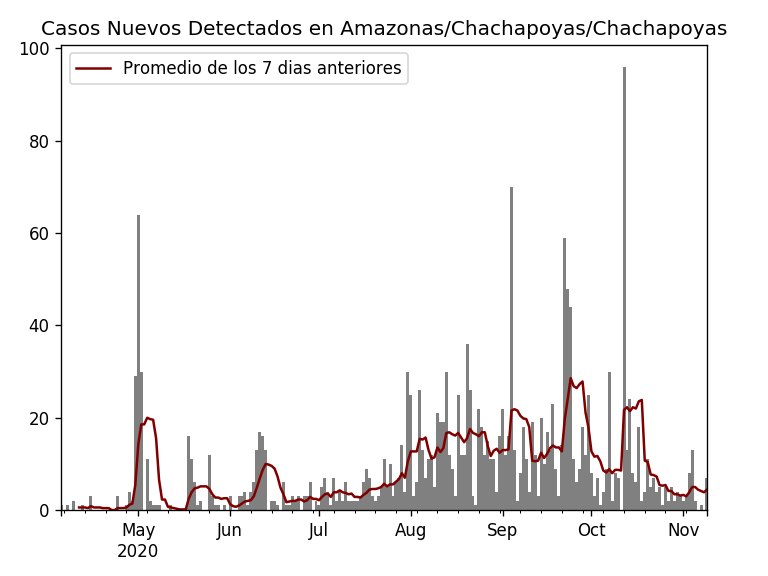 Casos Nuevos Detectados en Amazonas/Chachapoyas/Chachapoyas
Promedio de los 7 dias anteriores
100
80
60
40
20
0
May Jun Jul Aug Sep Oct Nov
2020